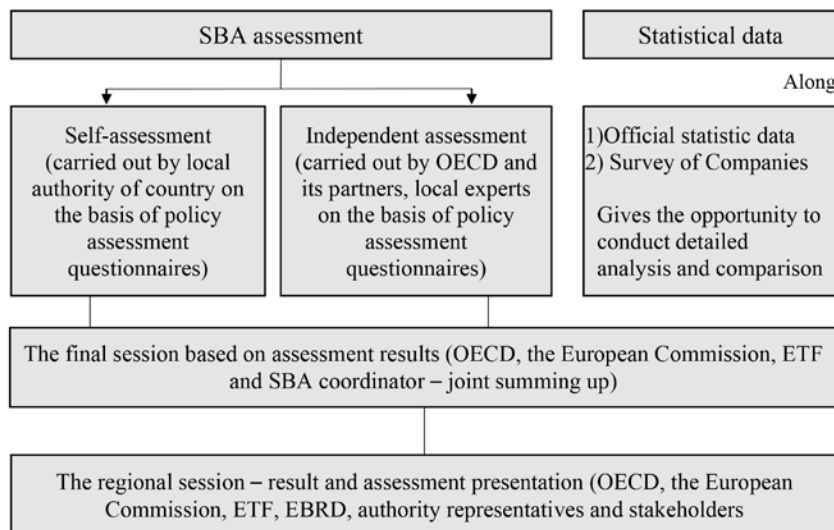 SBA assessment
Statistical data
Along
Self-assessment
(carried out by local
authority of country on
the basis of policy
assessment
questionnaires)
Independent assessment
(carried out by OECD and
its partners, local experts
on the basis of policy
assessment
questionnaires)
1)Official statistic data
2) Survey of Companies
Gives the opportunity to
conduct detailed
analysis and comparison
The final session based on assessment results (OECD, the European Commission, ETF
and SBA coordinator – joint summing up)
The regional session – result and assessment presentation (OECD, the European
Commission, ETF, EBRD, authority representatives and stakeholders